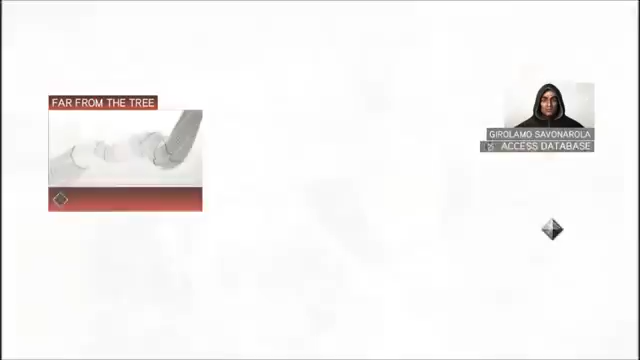 FAR FROM THE TREE
GIROLAMO SAVONAROLA
ACCESS DATABASE